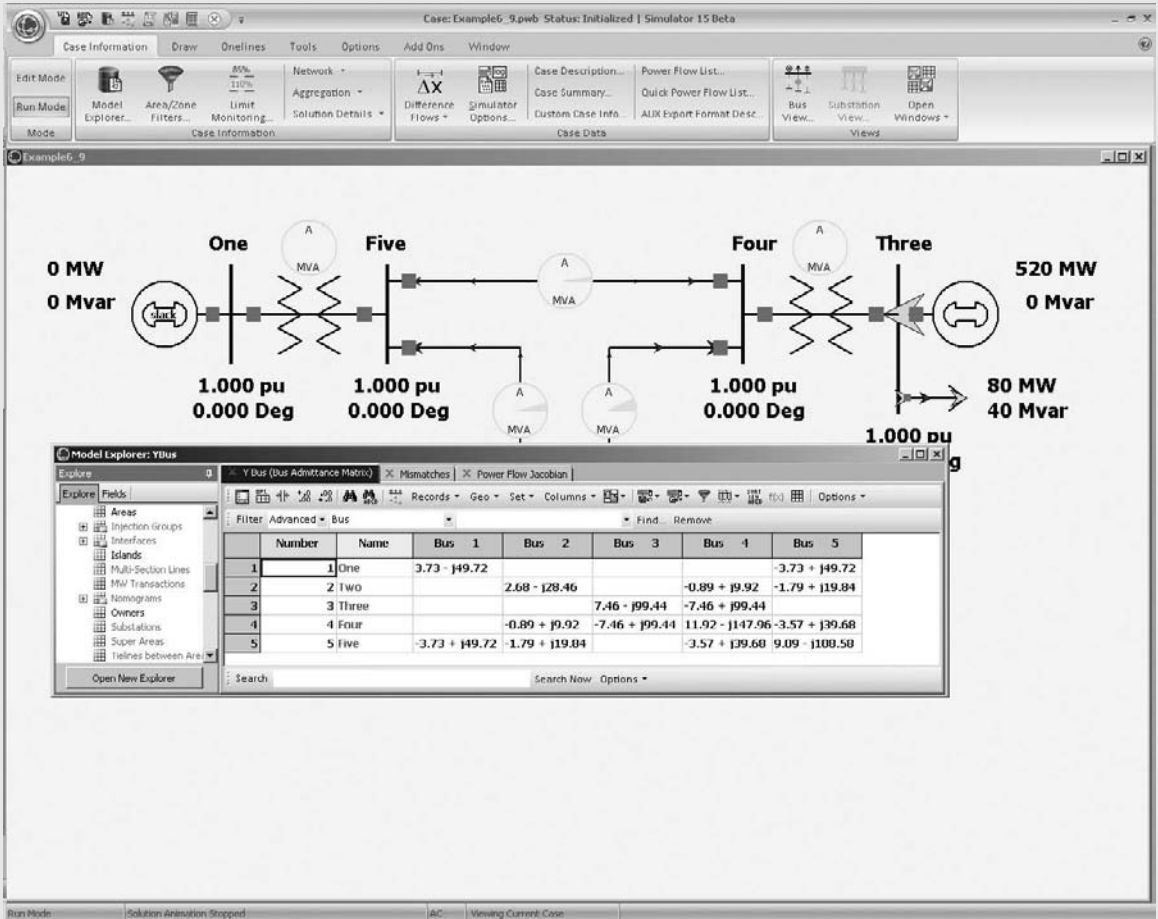 Case: Example6_9.pwb Status: Initialized | Simulator 15 Beta
Case Information Draw Onelines Tools Options Add Ons Window
Edit Mode
Run Mode
Mode
Model Explorer...
Area/Zone Filters...
Limit Monitoring...
Network
Aggregation
Solution Details
Case Information
Difference Flows
Simulator Options...
Case Description...
Case Summary...
Custom Case Info...
Power Flow List...
Quick Power Flow List...
AUX Export Format Desc...
Case Data
Bus View...
Substation View...
Open Windows
Views
Example6_9
One
Five
Four
Three
A
MVA
A
MVA
A
MVA
0 MW
0 Mvar
slack
520 MW
0 Mvar
1.000 pu
0.000 Deg
1.000 pu
0.000 Deg
1.000 pu
0.000 Deg
80 MW
40 Mvar
A
MVA
A
MVA
1.000 pu
g
Model Explorer: YBus
Explore
Explore Fields
Areas
Injection Groups
Interfaces
Islands
Multi-Section Lines
MW Transactions
Nomograms
Owners
Substations
Super Areas
Tielines between Are
Open New Explorer
Y Bus (Bus Admittance Matrix) Mismatches Power Flow Jacobian
Records Geo Set Columns f(x) Options
Filter Advanced Bus Find... Remove
Number Name Bus 1 Bus 2 Bus 3 Bus 4 Bus 5
1 1 One 3.73 - j49.72 -3.73 + j49.72
2 2 Two 2.68 - j28.46 -0.89 + j9.92 -1.79 + j19.84
3 3 Three 7.46 - j99.44 -7.46 + j99.44
4 4 Four -0.89 + j9.92 -7.46 + j99.44 11.92 - j147.96 -3.57 + j39.68
5 5 Five -3.73 + j49.72 -1.79 + j19.84 -3.57 + j39.68 9.09 - j108.58
Search Search Now Options
Run Mode Solution Animation Stopped AC Viewing Current Case